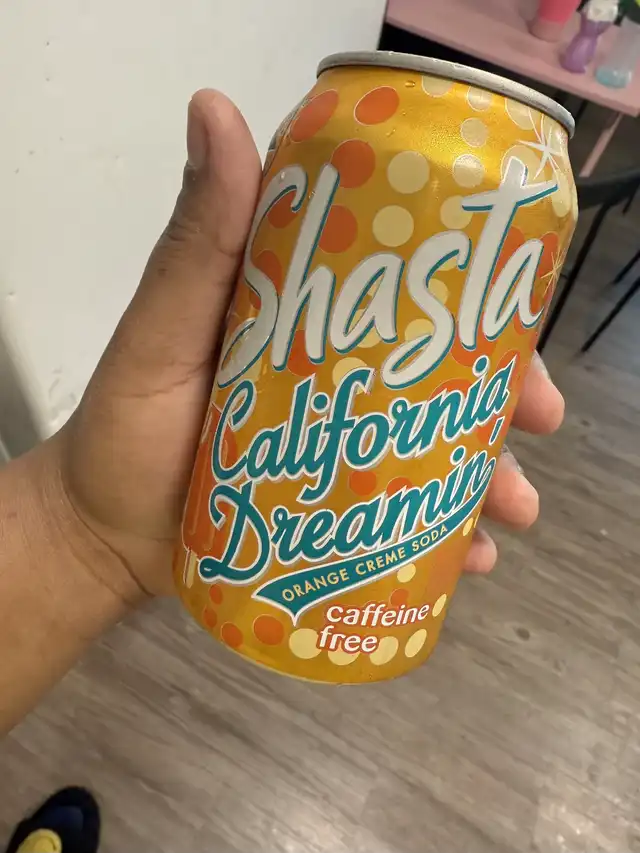 Shasta
California
Dreamin'
ORANGE CREME SODA
caffeine
free